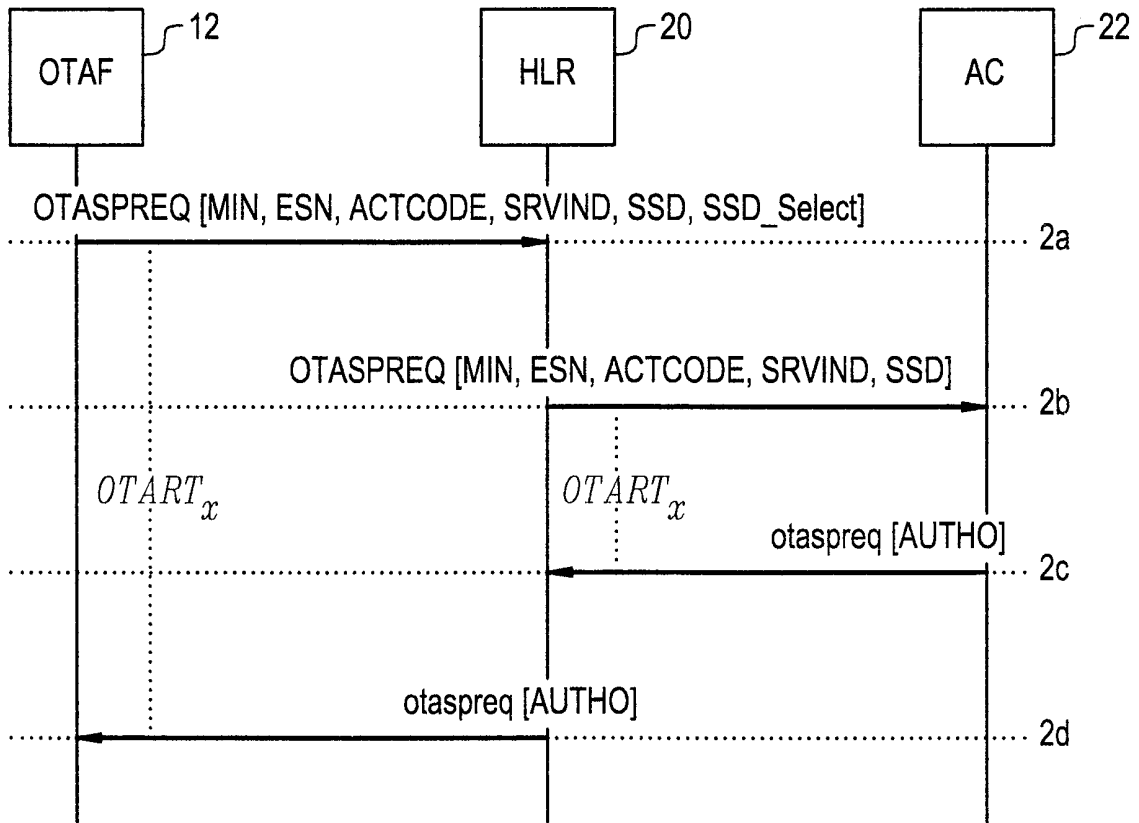 12
20
22
OTAF
HLR
AC
OTASPREQ [MIN, ESN, ACTCODE, SRVIND, SSD, SSD_Select]
2a
OTASPREQ [MIN, ESN, ACTCODE, SRVIND, SSD]
2b
OTARTx
OTARTx
otaspreq [AUTHO]
2c
otaspreq [AUTHO]
2d